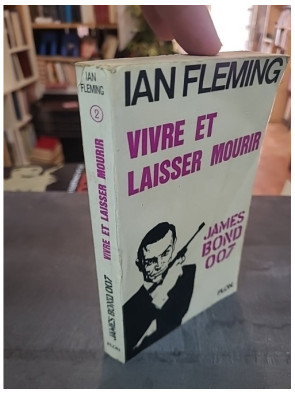 IAN FLEMING
VIVRE ET
LAISSER MOURIR
JAMES
BOND
007
PLON
IAN
FLEMING
2
VIVRE ET LAISSER MOURIR
JAMES BOND 007
PLON